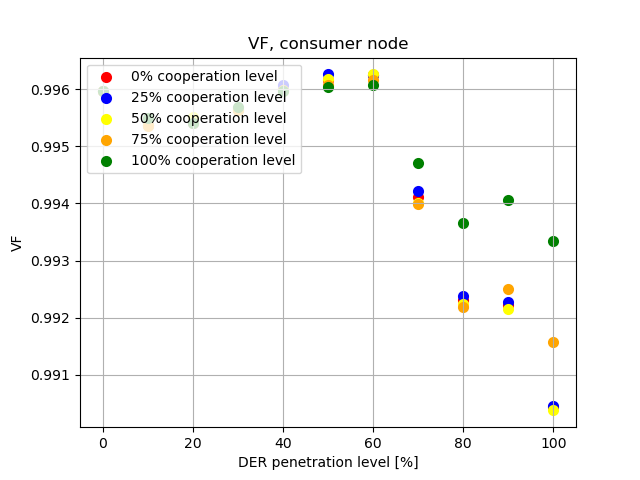 VF, consumer node
0% cooperation level
25% cooperation level
50% cooperation level
75% cooperation level
100% cooperation level
0.996
0.995
0.994
0.993
0.992
0.991
VF
0 20 40 60 80 100
DER penetration level [%]